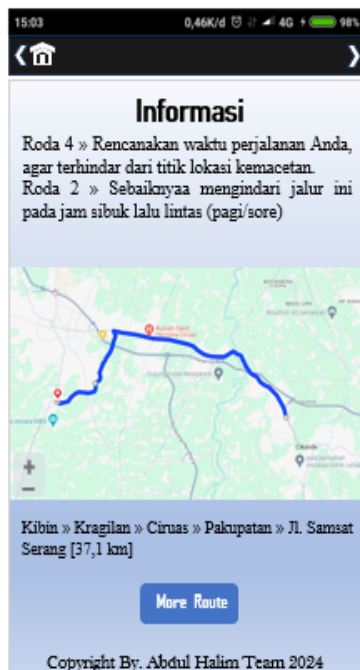 15:03 0,46K/d 4G 98%
Informasi
Roda 4 » Rencanakan waktu perjalanan Anda,
agar terhindar dari titik lokasi kemacetan.
Roda 2 » Sebaiknyaa mengindari jalur ini
pada jam sibuk lalu lintas (pagi/sore)
Cikande
+
−
Kibin » Kragilan » Ciruas » Pakupatan » Jl. Samsat
Serang [37,1 km]
More Route
Copyright By. Abdul Halim Team 2024